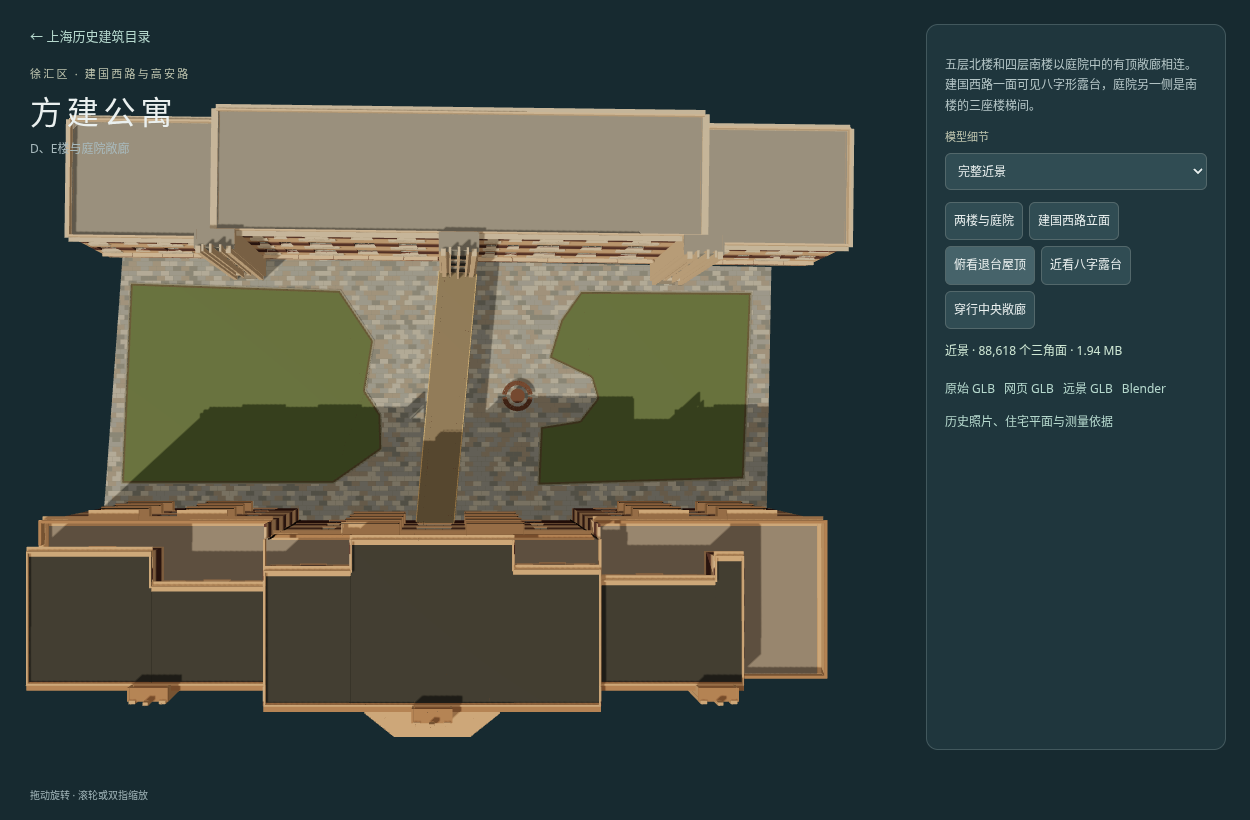 ← 上海历史建筑目录
徐汇区 · 建国西路与高安路
方建公寓
D、E楼与庭院敞廊
五层北楼和四层南楼以庭院中的有顶敞廊相连。
建国西路一面可见八字形露台，庭院另一侧是南
楼的三座楼梯间。
模型细节
完整近景
两楼与庭院 建国西路立面
俯看退台屋顶 近看八字露台
穿行中央敞廊
近景 · 88,618 个三角面 · 1.94 MB
原始 GLB 网页 GLB 远景 GLB Blender
历史照片、住宅平面与测量依据
拖动旋转 · 滚轮或双指缩放